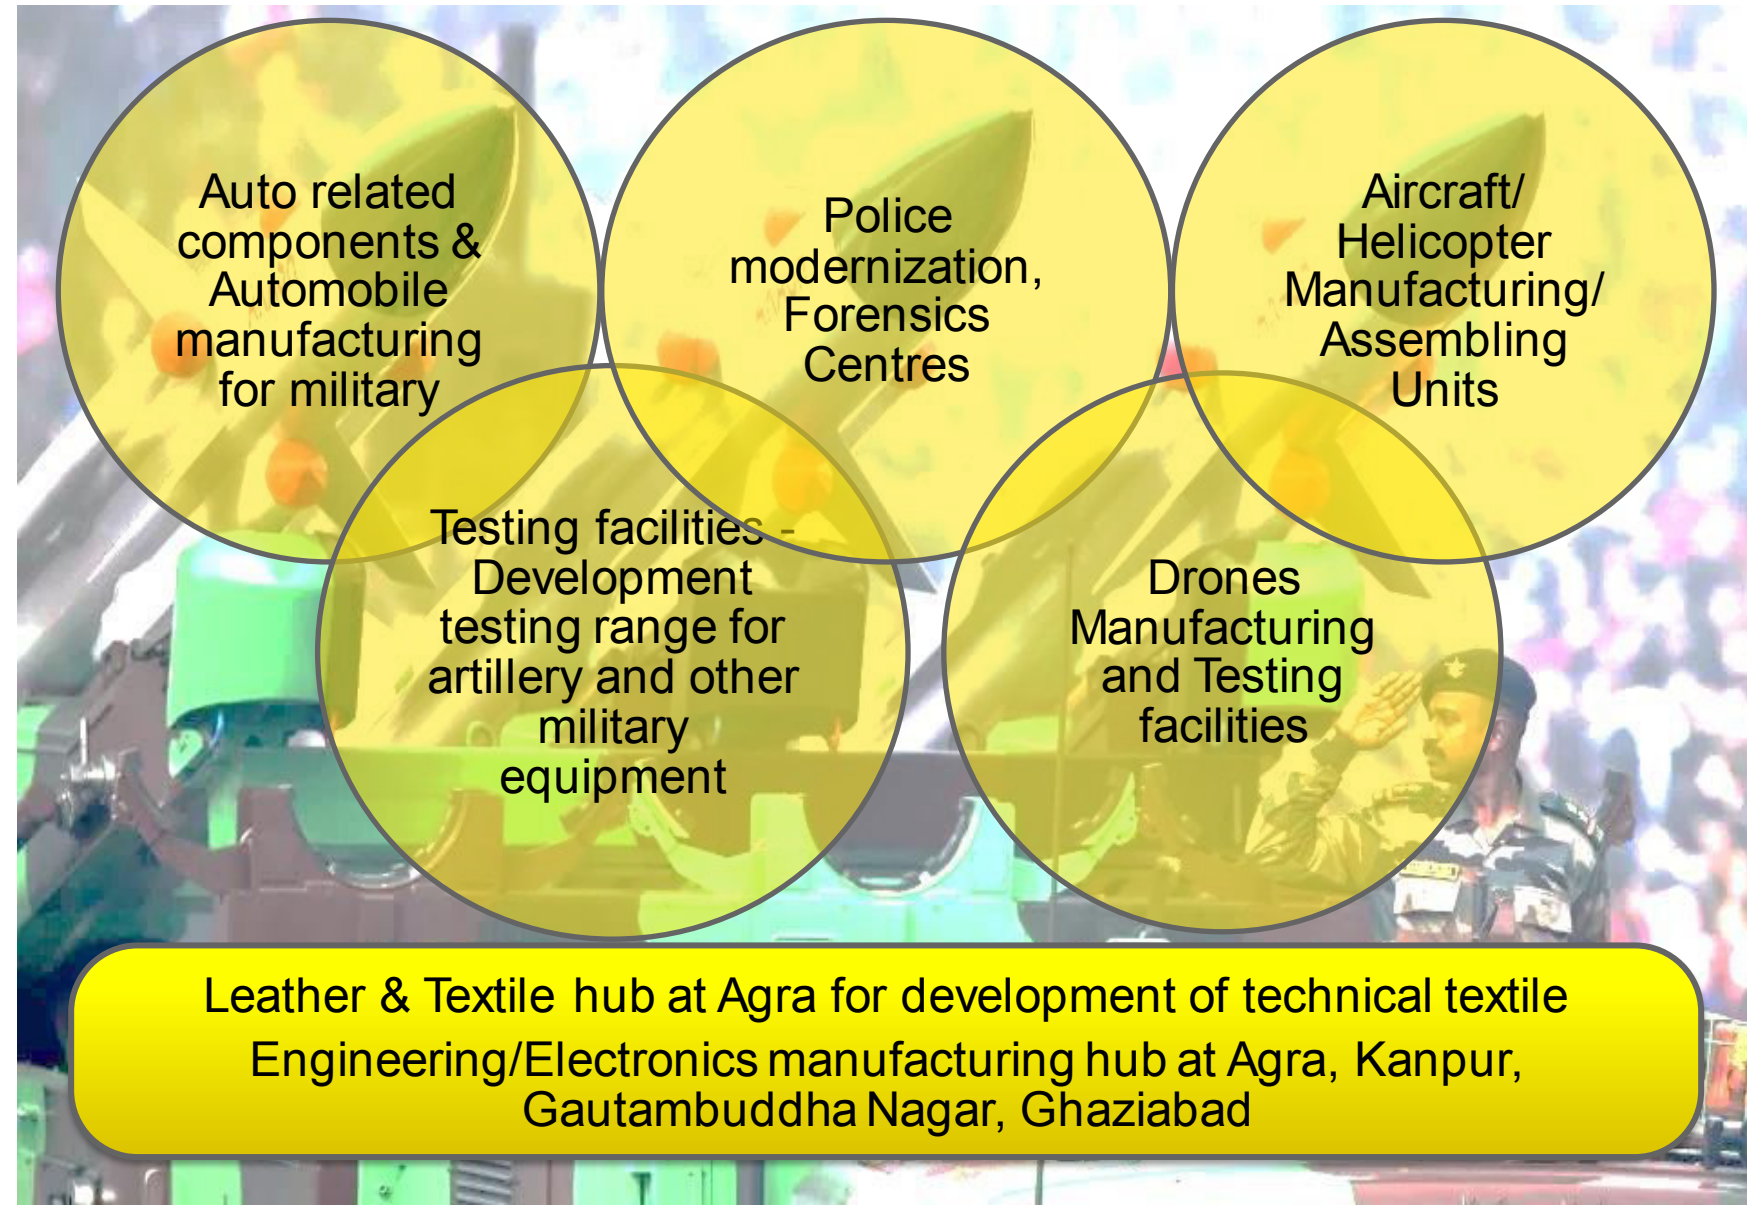 Auto related
components &
Automobile
manufacturing
for military
Police
modernization,
Forensics
Centres
Aircraft/
Helicopter
Manufacturing/
Assembling
Units
Testing facilities -
Development
testing range for
artillery and other
military
equipment
Drones
Manufacturing
and Testing
facilities
Leather & Textile hub at Agra for development of technical textile
Engineering/Electronics manufacturing hub at Agra, Kanpur,
Gautambuddha Nagar, Ghaziabad